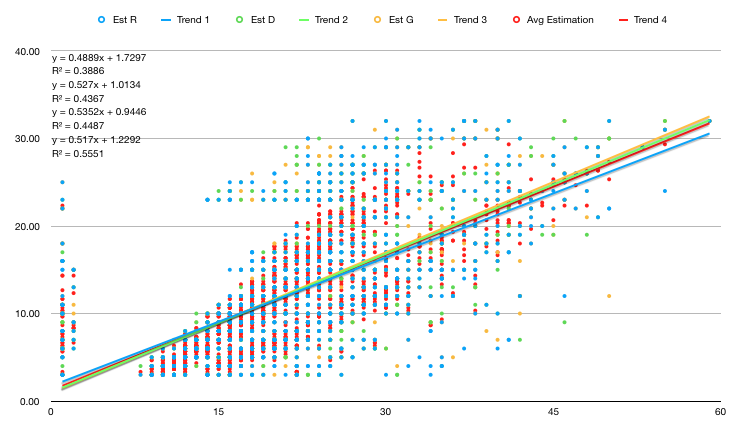 Est R Trend 1 Est D Trend 2 Est G Trend 3 Avg Estimation Trend 4
40.00
y = 0.4889x + 1.7297
R² = 0.3886
y = 0.527x + 1.0134
R² = 0.4367
y = 0.5352x + 0.9446
R² = 0.4487
30.00
y = 0.517x + 1.2292
R² = 0.5551
20.00
10.00
0.00
0 15 30 45 60